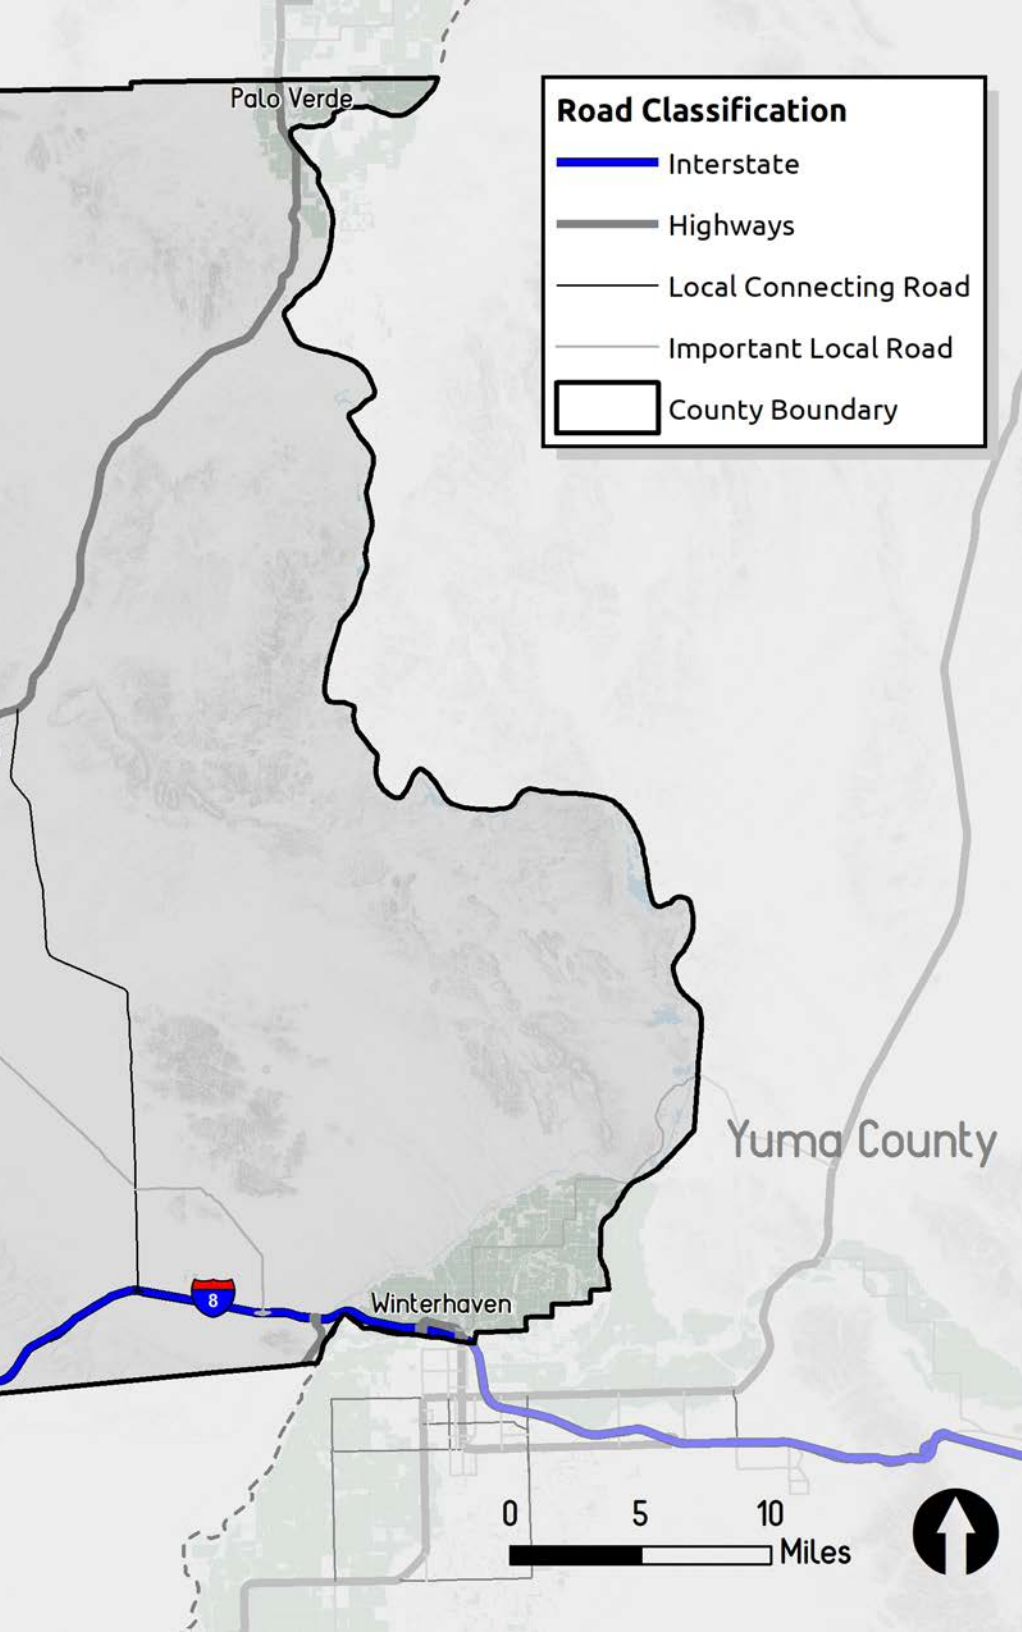 Palo Verde
Road Classification
Interstate
Highways
Local Connecting Road
Important Local Road
County Boundary
Yuma County
8
Winterhaven
0 5 10
Miles